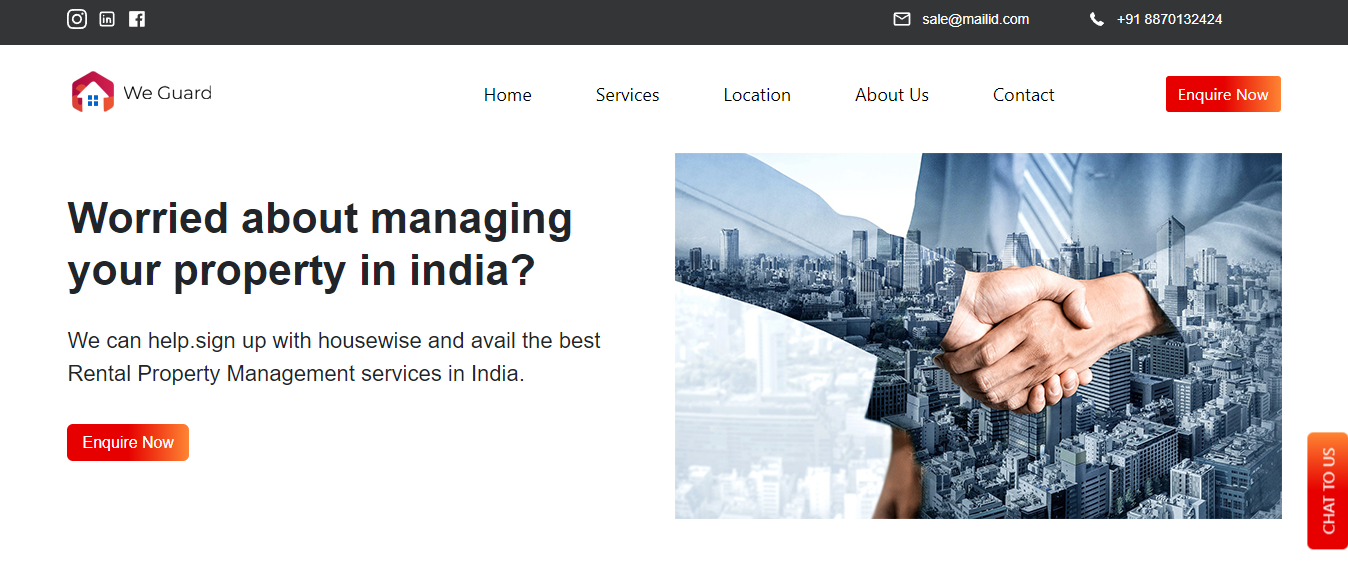 sale@mailid.com
+91 8870132424
We Guard
Home
Services
Location
About Us
Contact
Enquire Now
Worried about managing
your property in india?
We can help.sign up with housewise and avail the best
Rental Property Management services in India.
Enquire Now
CHAT TO US